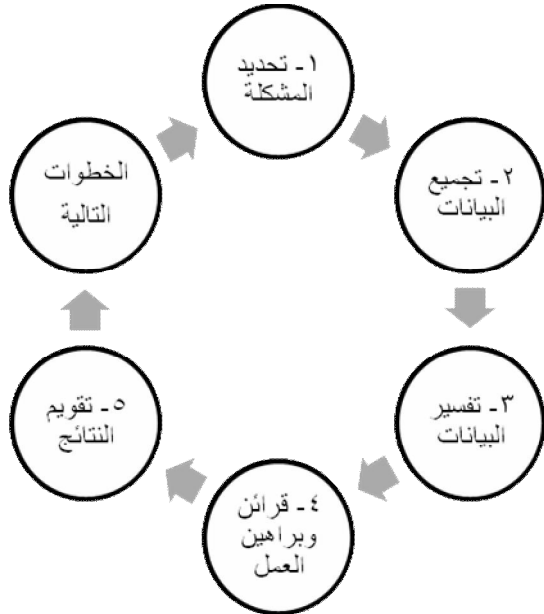 ١- تحديد
المشكلة
٢- تجميع
البيانات
٣- تفسير
البيانات
٤- قرائن
وبراهين
العمل
٥- تقويم
النتائج
الخطوات
التالية